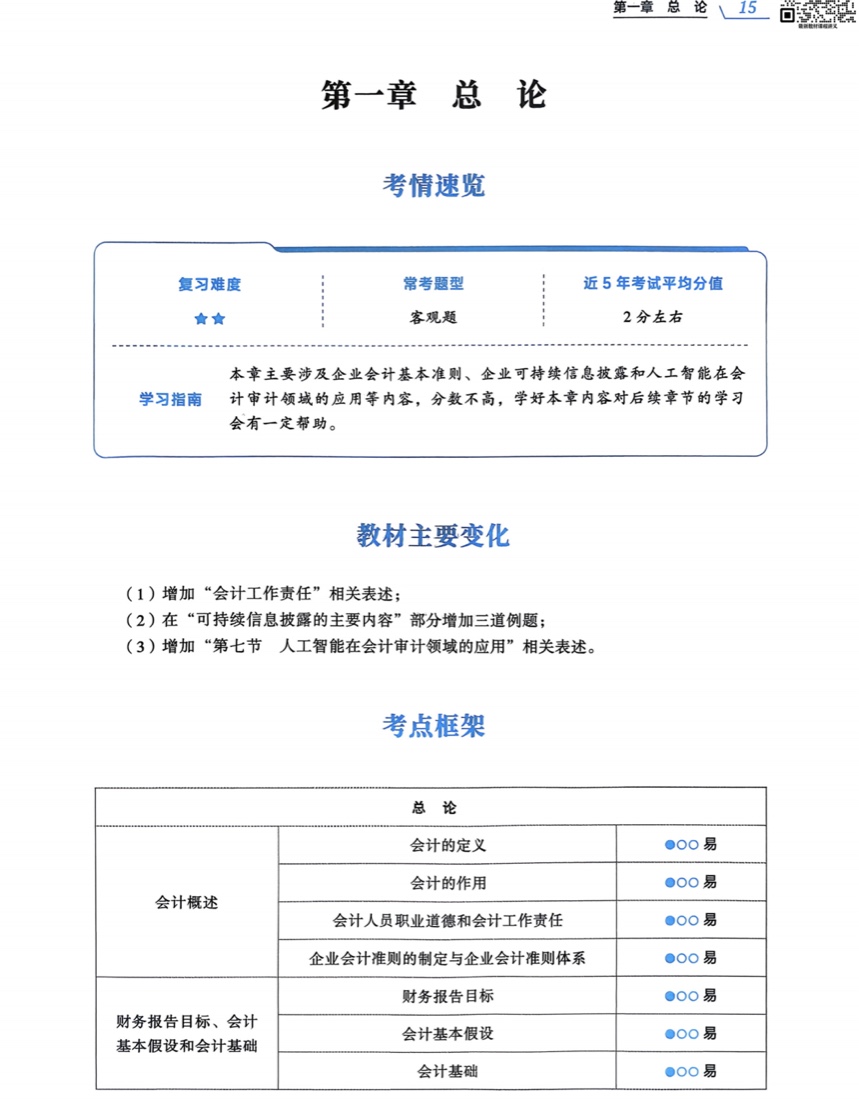 第一章 总 论 15
第一章 总 论
考情速览
复习难度 常考题型 近5年考试平均分值
★★ 客观题 2分左右
学习指南
本章主要涉及企业会计基本准则、企业可持续信息披露和人工智能在会
计审计领域的应用等内容，分数不高，学好本章内容对后续章节的学习
会有一定帮助。
教材主要变化
（1）增加“会计工作责任”相关表述；
（2）在“可持续信息披露的主要内容”部分增加三道例题；
（3）增加“第七节 人工智能在会计审计领域的应用”相关表述。
考点框架
总 论
会计概述
会计的定义 ●○○ 易
会计的作用 ●○○ 易
会计人员职业道德和会计工作责任 ●○○ 易
企业会计准则的制定与企业会计准则体系 ●○○ 易
财务报告目标、会计
基本假设和会计基础
财务报告目标 ●○○ 易
会计基本假设 ●○○ 易
会计基础 ●○○ 易